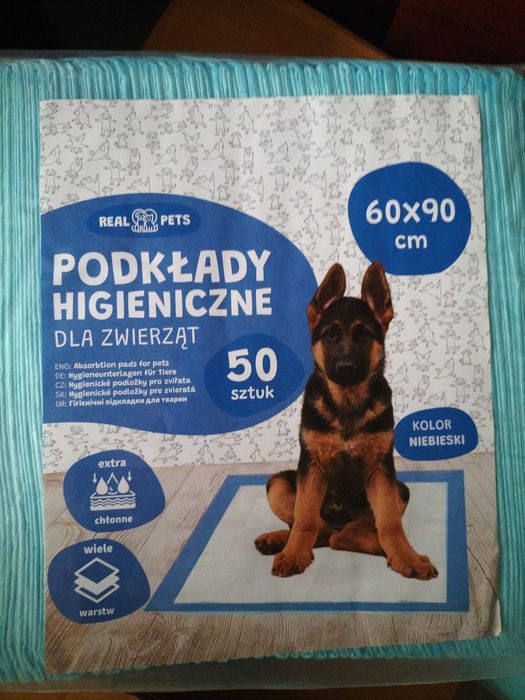 REAL PETS
60x90
cm
PODKŁADY
HIGIENICZNE
DLA ZWIERZĄT
ENG: Absorbtion pads for pets
DE: Hygieneunterlagen für Tiere
CZ: Hygienické podložky pro zvířata
SK: Hygienické podložky pre zvieratá
UA: Гігієнічні підкладки для тварин
50
sztuk
KOLOR
NIEBIESKI
extra
chłonne
wiele
warstw